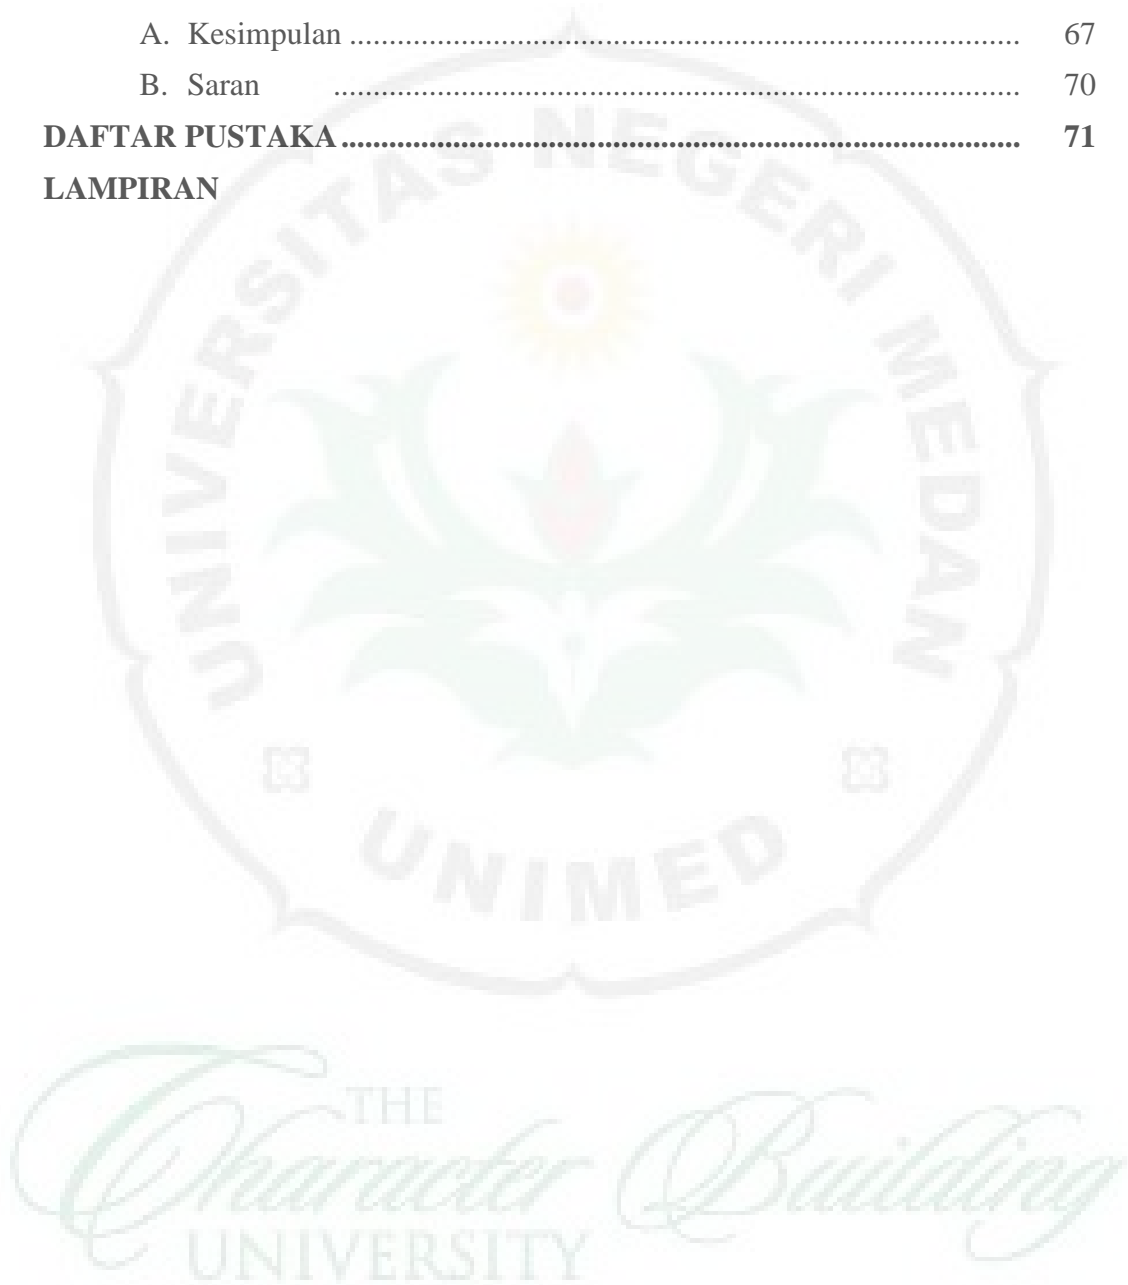 A. Kesimpulan ....................................................................................... 67
B. Saran ......................................................................................... 70
DAFTAR PUSTAKA ...................................................................................... 71
LAMPIRAN
UNIVERSITAS NEGERI MEDAN
UNIMED
THE
Character Building
UNIVERSITY